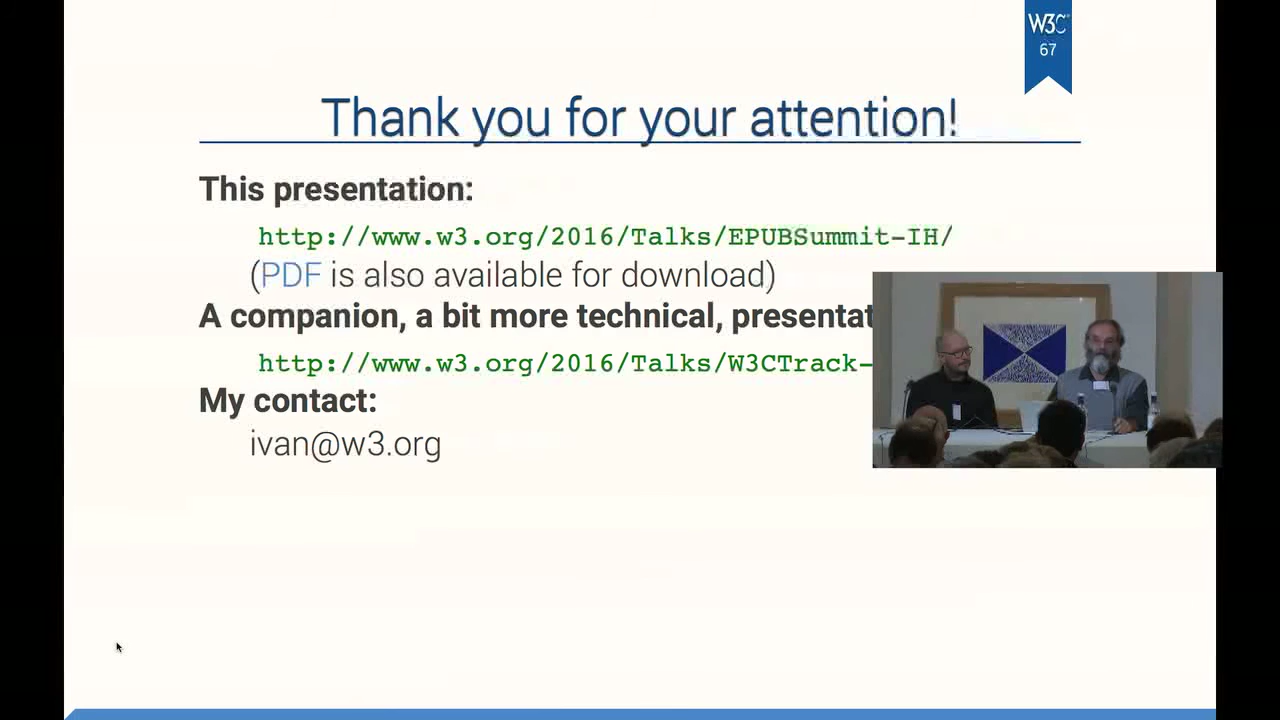 W3C
67
Thank you for your attention!
This presentation:
http://www.w3.org/2016/Talks/EPUBSummit-IH/
(PDF is also available for download)
A companion, a bit more technical,
http://www.w3.org/2016/Talks/W3CTrack-
My contact:
ivan@w3.org